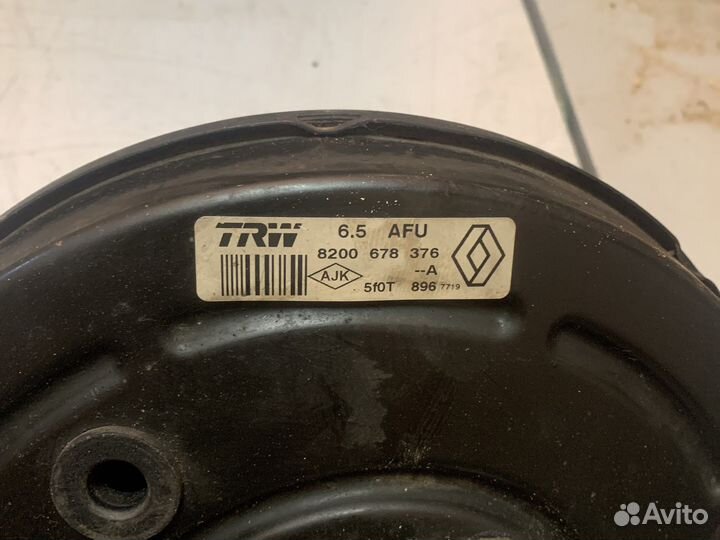 TRW 6.5 AFU
8200 678 376
AJK --A
5f0T 896 7719
Avito